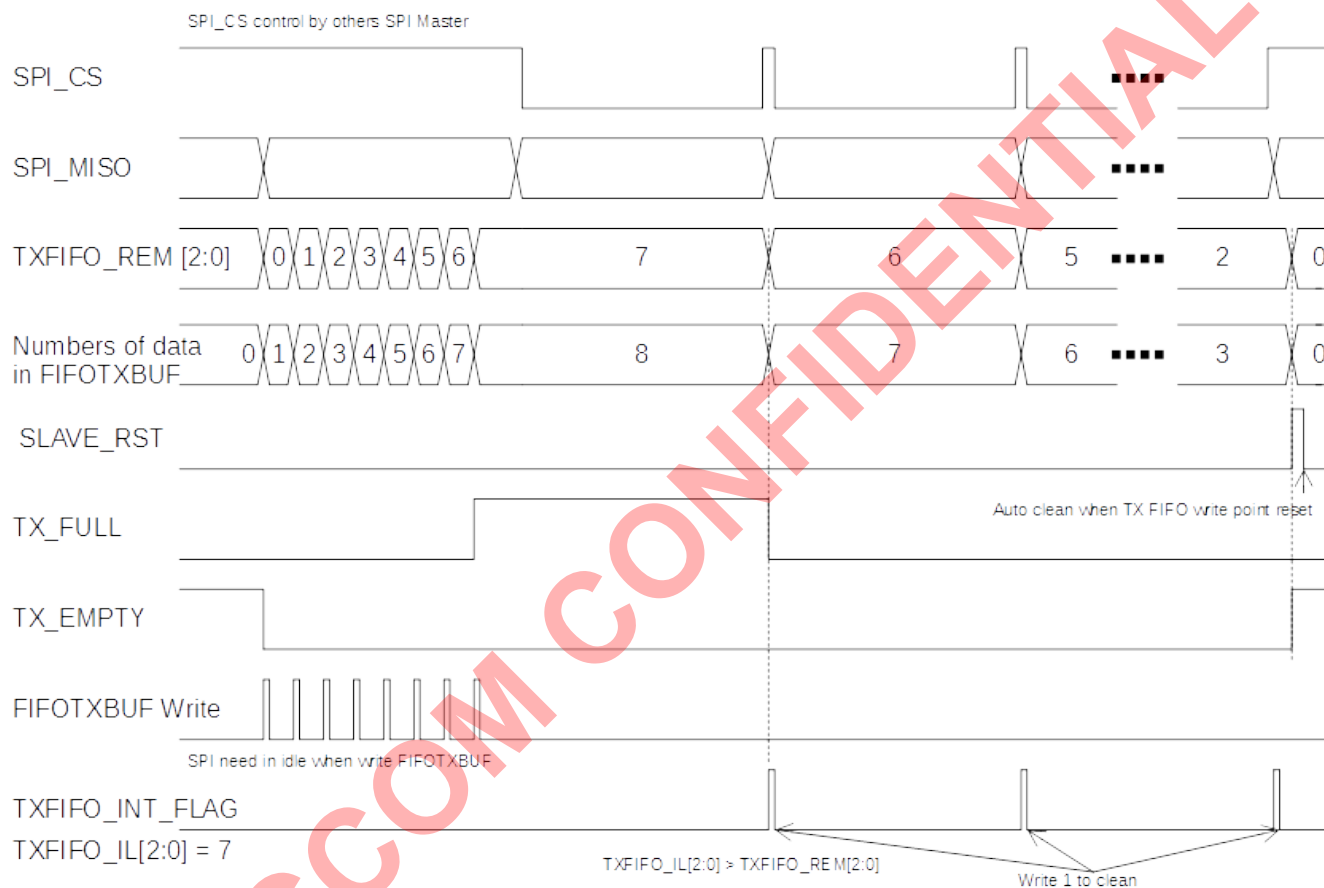 SPI_CS control by others SPI Master
SPI_CS
SPI_MISO
TXFIFO_REM [2:0] 0 1 2 3 4 5 6 7 6 5 2 0
Numbers of data
in FIFOTXBUF 0 1 2 3 4 5 6 7 8 7 6 3 0
SLAVE_RST
Auto clean when TX FIFO write point reset
TX_FULL
TX_EMPTY
FIFOTXBUF Write
SPI need in idle when write FIFOTXBUF
TXFIFO_INT_FLAG
TXFIFO_IL[2:0] = 7
TXFIFO_IL[2:0] > TXFIFO_REM[2:0]
Write 1 to clean
SCOM CONFIDENTIAL